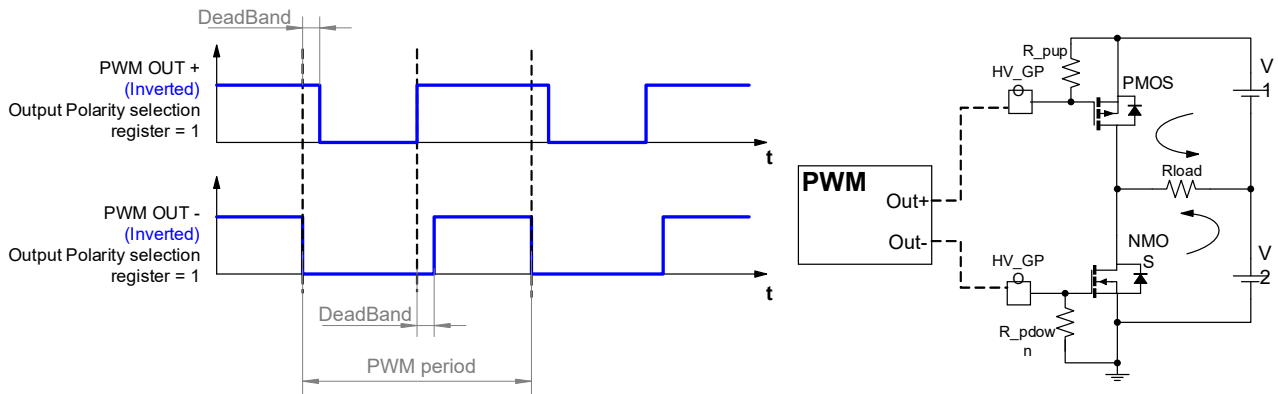 DeadBand
PWM OUT +
(Inverted)
Output Polarity selection
register = 1
t
PWM OUT -
(Inverted)
Output Polarity selection
register = 1
t
DeadBand
PWM period
PWM
Out+
Out-
R_pup
HV_GP
O
PMOS
V
1
Rload
NMO
S
HV_GP
O
V
2
R_pdow
n